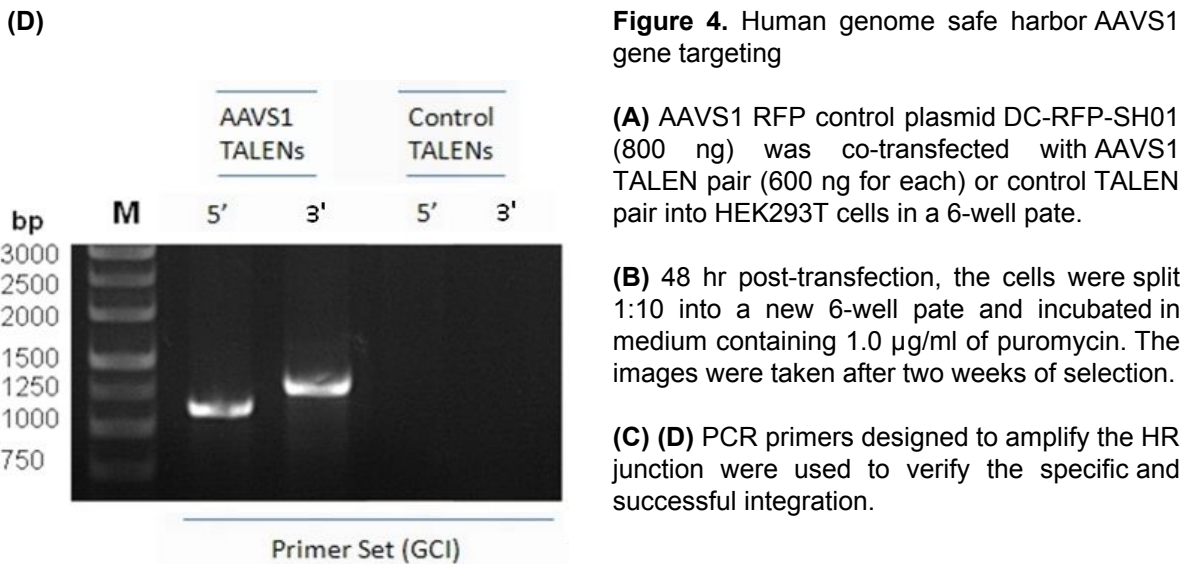 (D)
AAVS1
TALENs
Control
TALENs
bp
M
5′
3'
5′
3'
3000
2500
2000
1500
1250
1000
750
Primer Set (GCI)
Figure 4. Human genome safe harbor AAVS1
gene targeting
(A) AAVS1 RFP control plasmid DC-RFP-SH01
(800 ng) was co-transfected with AAVS1
TALEN pair (600 ng for each) or control TALEN
pair into HEK293T cells in a 6-well pate.
(B) 48 hr post-transfection, the cells were split
1:10 into a new 6-well pate and incubated in
medium containing 1.0 µg/ml of puromycin. The
images were taken after two weeks of selection.
(C) (D) PCR primers designed to amplify the HR
junction were used to verify the specific and
successful integration.